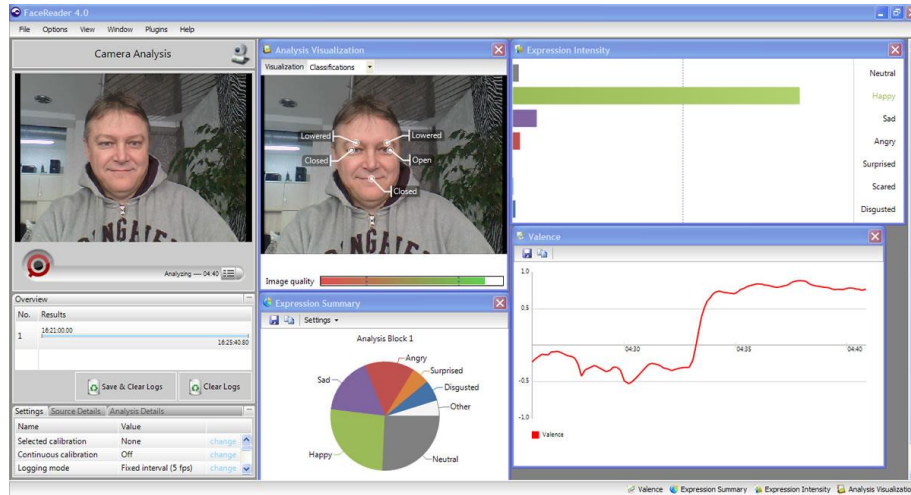 FaceReader 4.0
File Options View Window Plugins Help
Camera Analysis
Analyzing ---- 04:40
Overview
No. Results
1 16:21:00.00
16:25:40.80
Save & Clear Logs Clear Logs
Settings Source Details Analysis Details
Name Value
Selected calibration None change
Continuous calibration Off change
Logging mode Fixed interval (5 fps) change
Analysis Visualization
Visualization Classifications
Lowered Lowered
Closed Open
Closed
Image quality
Expression Summary
Settings
Analysis Block 1
Angry
Surprised
Sad
Disgusted
Other
Happy
Neutral
Expression Intensity
Neutral
Happy
Sad
Angry
Surprised
Scared
Disgusted
Valence
1.0
0.5
04:30 04:35 04:40
-0.5
-1.0
Valence
Valence Expression Summary Expression Intensity Analysis Visualizatio